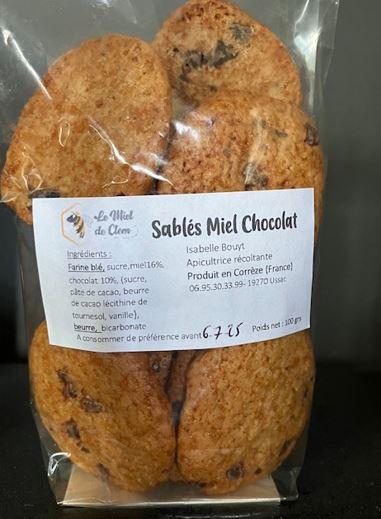 Le Miel
de Clem
Sablés Miel Chocolat
Ingrédients :
Farine blé, sucre,miel16%,
chocolat 10%, (sucre,
pâte de cacao, beurre
de cacao lécithine de
tournesol, vanille),
beurre, bicarbonate
Isabelle Bouyt
Apicultrice récoltante
Produit en Corrèze (France)
06.95.30.33.99- 19270 Ussac
A consommer de préférence avant 6.7.25 Poids net : 100 grs